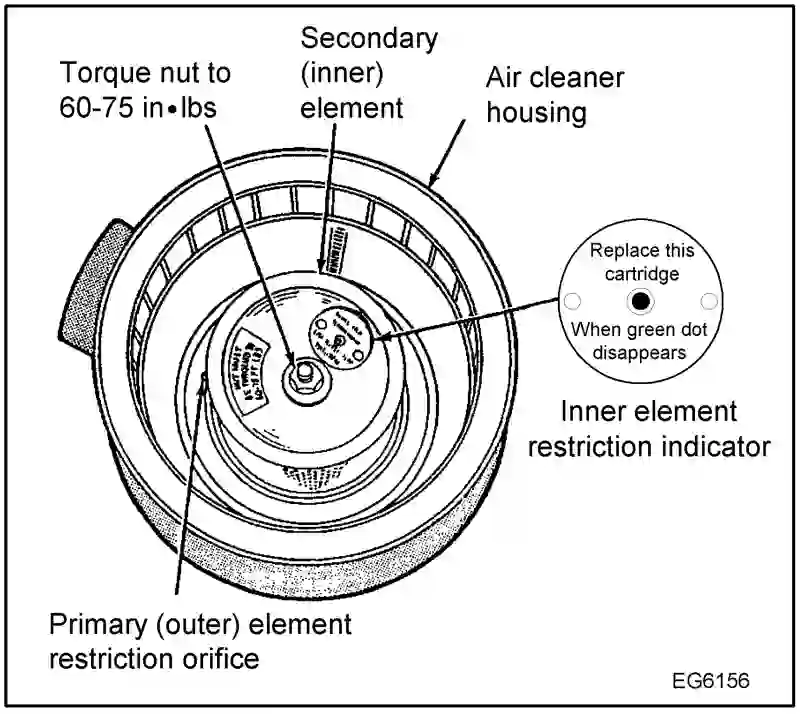 Secondary
(inner)
element
Torque nut to
60-75 in•lbs
Air cleaner
housing
Replace this
cartridge
When green dot
disappears
Inner element
restriction indicator
Primary (outer) element
restriction orifice
EG6156